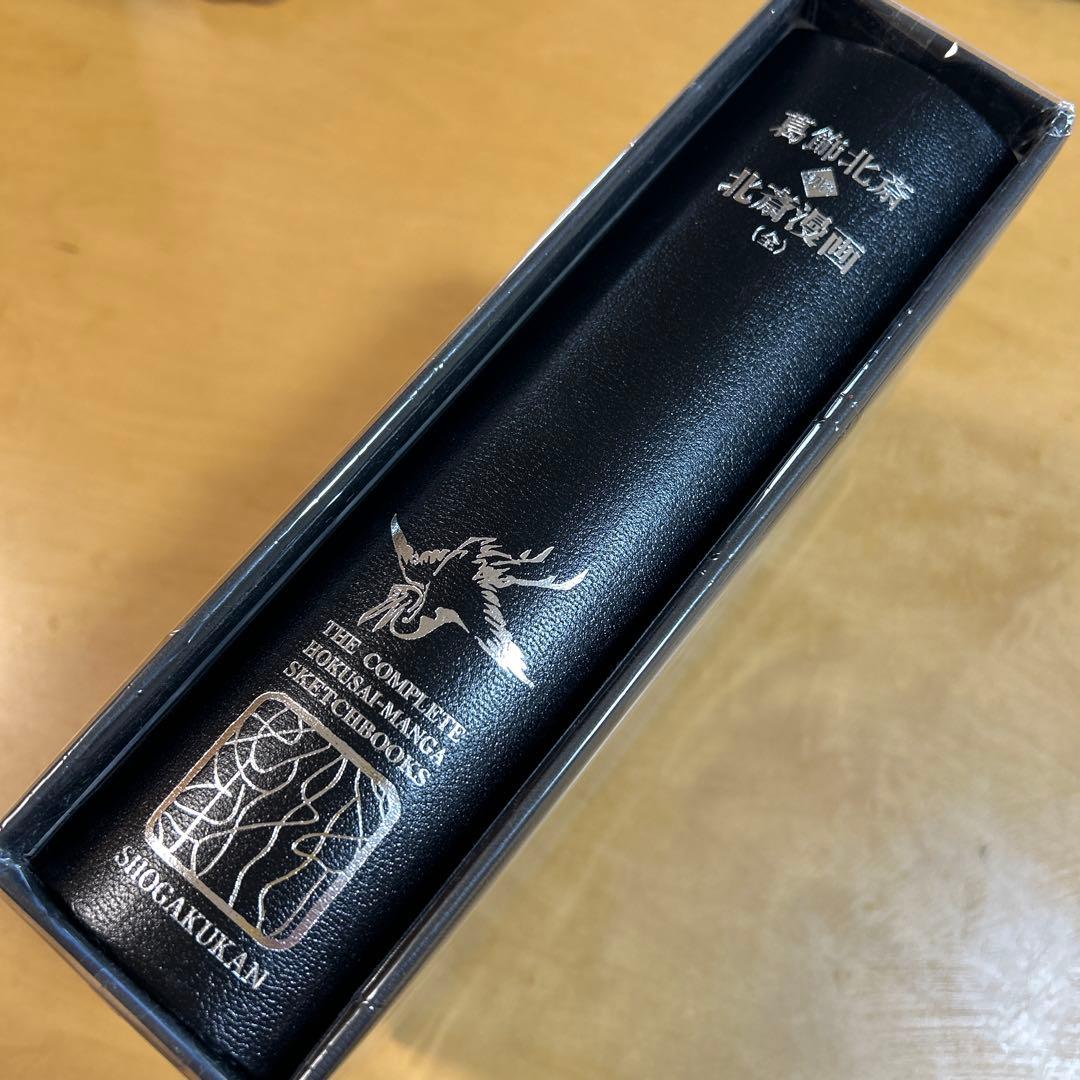 葛飾北斎
北斎漫画
(全)
THE COMPLETE
HOKUSAI-MANGA
SKETCHBOOKS
SHOGAKUKAN